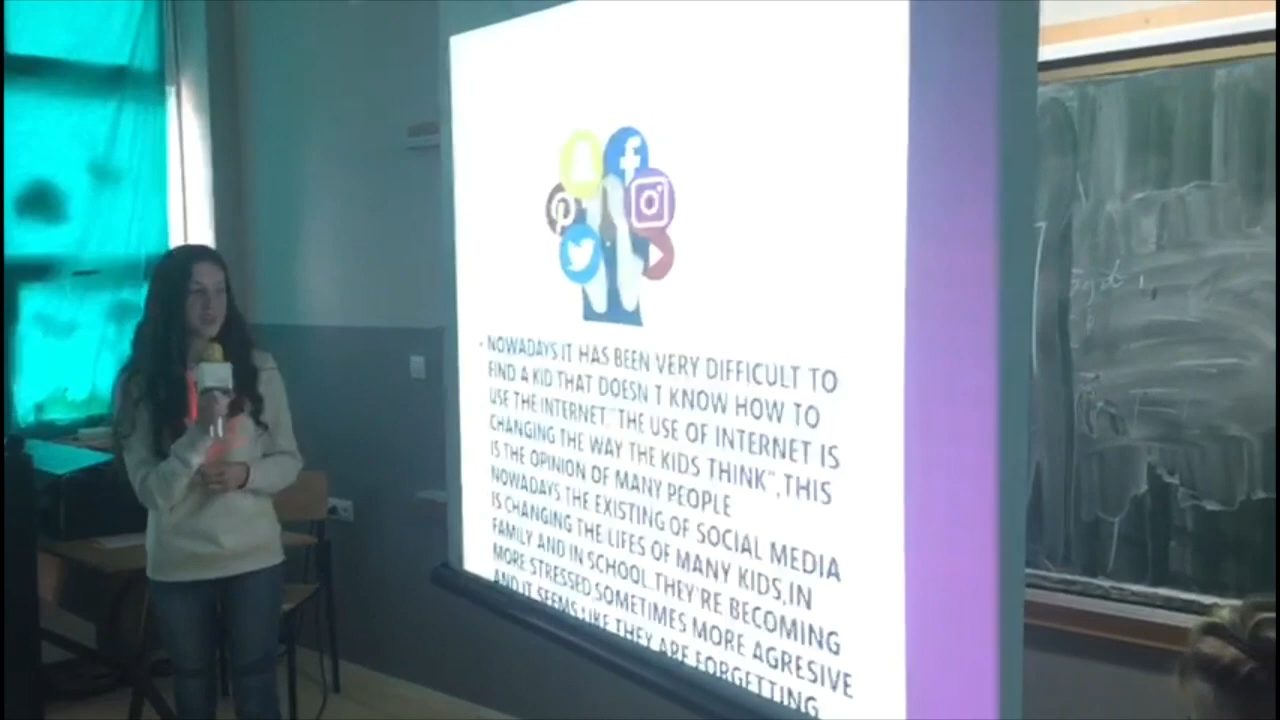 - NOWADAYS IT HAS BEEN VERY DIFFICULT TO
FIND A KID THAT DOESN T KNOW HOW TO
USE THE INTERNET."THE USE OF INTERNET IS
CHANGING THE WAY THE KIDS THINK",THIS
IS THE OPINION OF MANY PEOPLE
NOWADAYS THE EXISTING OF SOCIAL MEDIA
IS CHANGING THE LIFES OF MANY KIDS,IN
FAMILY AND IN SCHOOL.THEY'RE BECOMING
MORE STRESSED,SOMETIMES MORE AGRESIVE
AND IT SEEMS LIKE THEY ARE FORGETTING